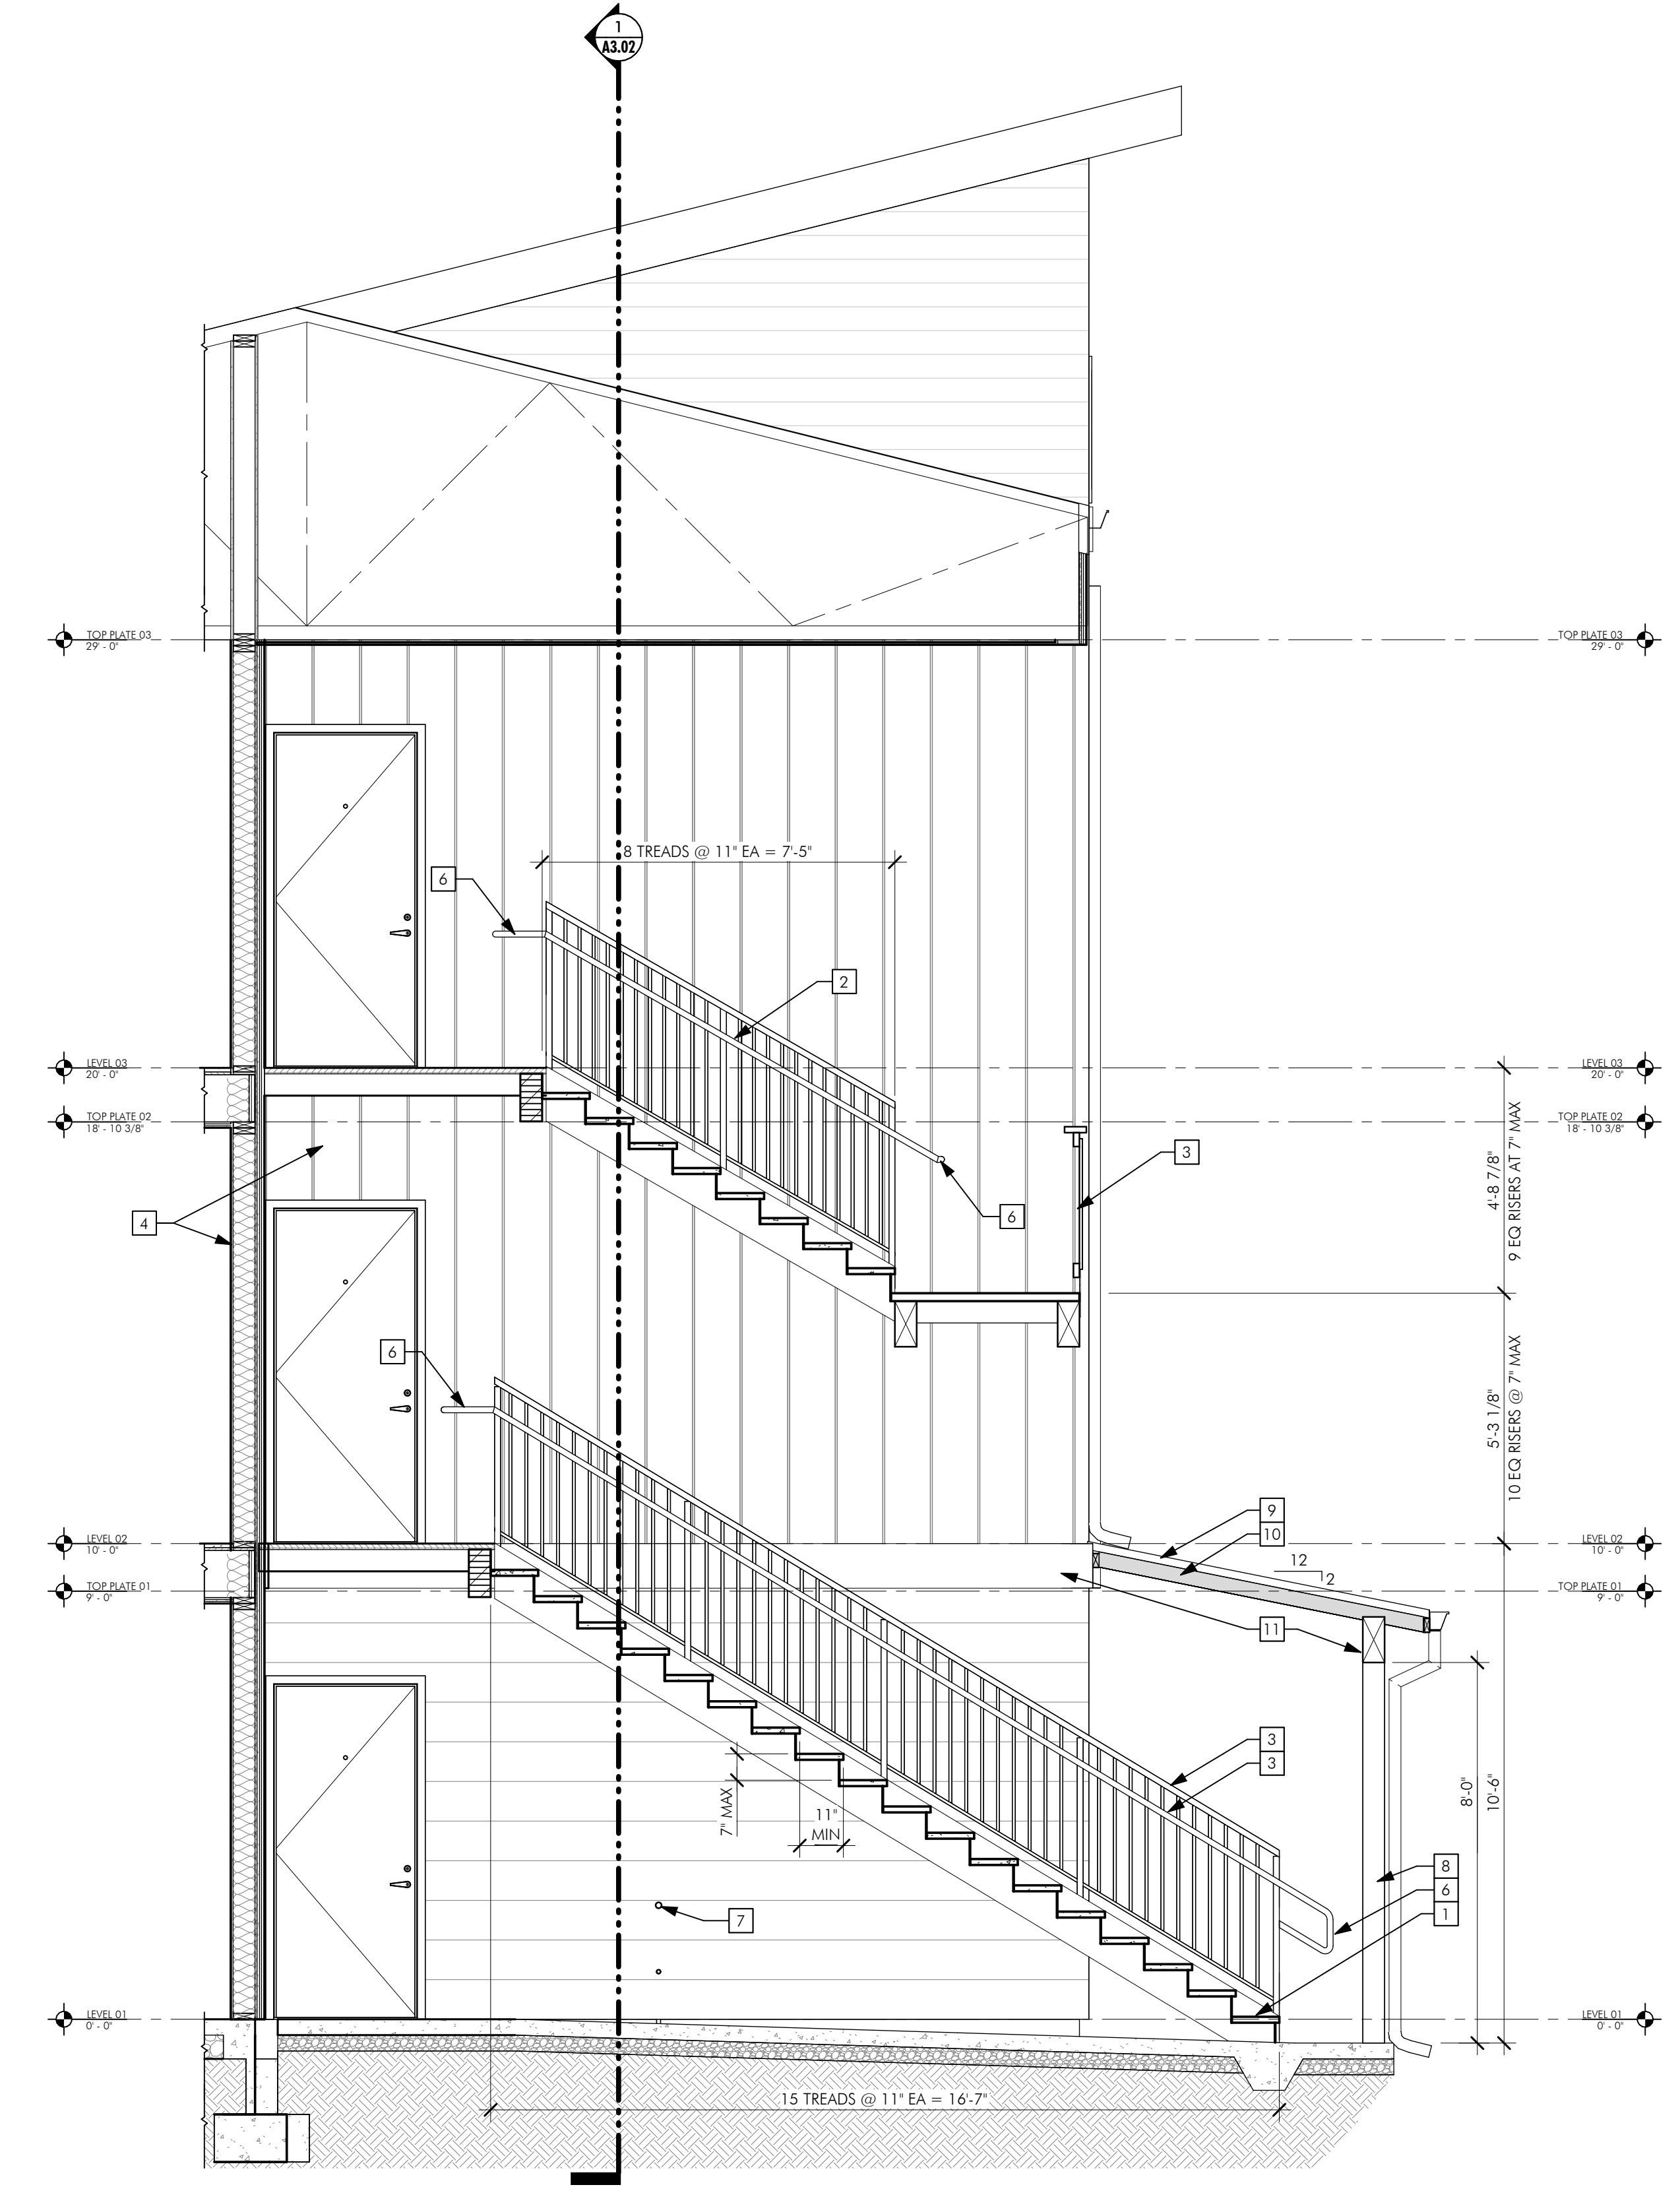 1
A3.02
TOP PLATE 03
29' - 0"
TOP PLATE 03
29' - 0"
8 TREADS @ 11" EA = 7'-5"
6
2
LEVEL 03
20' - 0"
LEVEL 03
20' - 0"
TOP PLATE 02
18' - 10 3/8"
TOP PLATE 02
18' - 10 3/8"
3
4
6
4'-8 7/8"
9 EQ RISERS AT 7" MAX
6
5'-3 1/8"
10 EQ RISERS @ 7" MAX
9
10
LEVEL 02
10' - 0"
LEVEL 02
10' - 0"
12
2
TOP PLATE 01
9' - 0"
TOP PLATE 01
9' - 0"
11
3
3
7" MAX
11"
MIN
8'-0"
10'-6"
8
6
1
7
LEVEL 01
0' - 0"
LEVEL 01
0' - 0"
15 TREADS @ 11" EA = 16'-7"